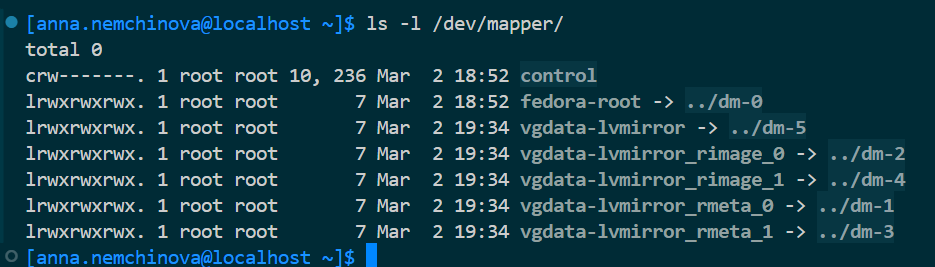 [anna.nemchinova@localhost ~]$ ls -l /dev/mapper/
total 0
crw-------. 1 root root 10, 236 Mar  2 18:52 control
lrwxrwxrwx. 1 root root       7 Mar  2 18:52 fedora-root -> ../dm-0
lrwxrwxrwx. 1 root root       7 Mar  2 19:34 vgdata-lvmirror -> ../dm-5
lrwxrwxrwx. 1 root root       7 Mar  2 19:34 vgdata-lvmirror_rimage_0 -> ../dm-2
lrwxrwxrwx. 1 root root       7 Mar  2 19:34 vgdata-lvmirror_rimage_1 -> ../dm-4
lrwxrwxrwx. 1 root root       7 Mar  2 19:34 vgdata-lvmirror_rmeta_0 -> ../dm-1
lrwxrwxrwx. 1 root root       7 Mar  2 19:34 vgdata-lvmirror_rmeta_1 -> ../dm-3
[anna.nemchinova@localhost ~]$